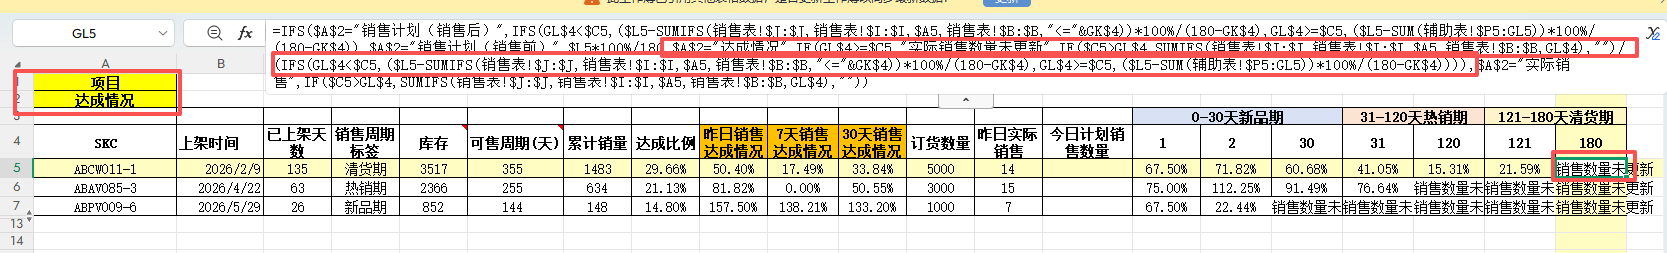 更新
GL5
fx
=IFS($A$2="销售计划（销售后）",IFS(GL$4<$C5,($L5-SUMIFS(销售表!$J:$J,销售表!$I:$I,$A5,销售表!$B:$B,"<="&GK$4))*100%/(180-GK$4),GL$4>=$C5,($L5-SUM(辅助表!$P5:GL5))*100%/
(180-GK$4)),$A$2="销售计划（销售前）",$L5*100%/180,$A$2="达成情况",IF(GL$4>=$C5,"实际销售数量未更新",IF($C5>GL$4,SUMIFS(销售表!$J:$J,销售表!$I:$I,$A5,销售表!$B:$B,GL$4),"")/
(IFS(GL$4<$C5,($L5-SUMIFS(销售表!$J:$J,销售表!$I:$I,$A5,销售表!$B:$B,"<="&GK$4))*100%/(180-GK$4),GL$4>=$C5,($L5-SUM(辅助表!$P5:GL5))*100%/(180-GK$4)))),$A$2="实际销
售",IF($C5>GL$4,SUMIFS(销售表!$J:$J,销售表!$I:$I,$A5,销售表!$B:$B,GL$4),""))
A B
1 项目
2 达成情况
3 0-30天新品期 31-120天热销期 121-180天清货期
4 SKC 上架时间 已上架天数 销售周期标签 库存 可售周期(天) 累计销量 达成比例 昨日销售达成情况 7天销售达成情况 30天销售达成情况 订货数量 昨日实际销售 今日计划销售数量 1 2 30 31 120 121 180
5 ABCW011-1 2026/2/9 135 清货期 3517 355 1483 29.66% 50.40% 17.49% 33.84% 5000 14 67.50% 71.82% 60.68% 41.05% 15.31% 21.59% 销售数量未更新
6 ABAV085-3 2026/4/22 63 热销期 2366 255 634 21.13% 81.82% 0.00% 50.55% 3000 15 75.00% 112.25% 91.49% 76.64% 销售数量未 销售数量未 销售数量未更新
7 ABPV009-6 2026/5/29 26 新品期 852 144 148 14.80% 157.50% 138.21% 133.20% 1000 7 67.50% 22.44% 销售数量未 销售数量未 销售数量未 销售数量未 销售数量未更新
13
14